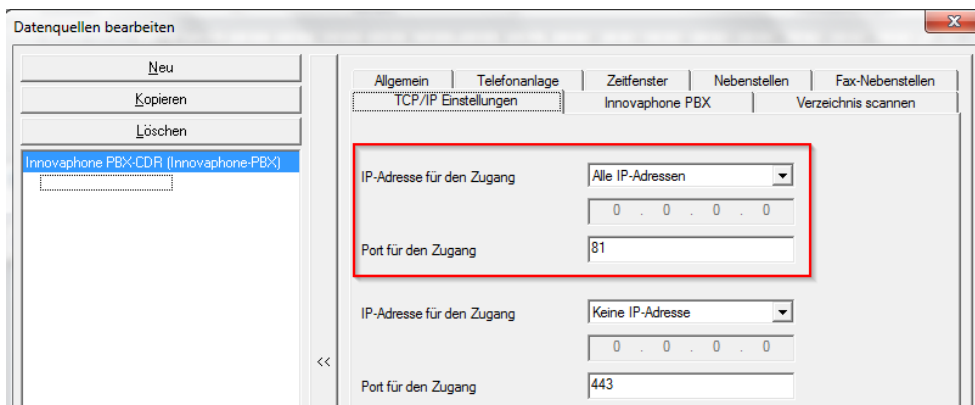 Datenquellen bearbeiten
x
Neu
Kopieren
Löschen
Innovaphone PBX-CDR (Innovaphone-PBX)
<<
Allgemein Telefonanlage Zeitfenster Nebenstellen Fax-Nebenstellen
TCP/IP Einstellungen Innovaphone PBX Verzeichnis scannen
IP-Adresse für den Zugang Alle IP-Adressen
0 . 0 . 0 . 0
Port für den Zugang 81
IP-Adresse für den Zugang Keine IP-Adresse
0 . 0 . 0 . 0
Port für den Zugang 443